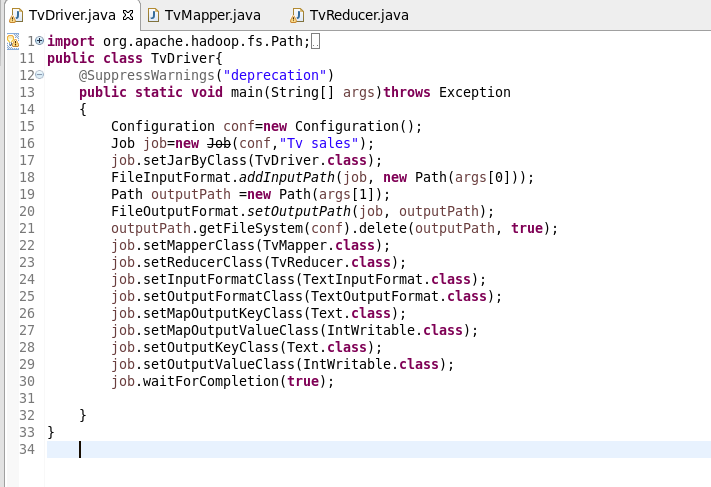 TvDriver.java TvMapper.java TvReducer.java
1 import org.apache.hadoop.fs.Path;
11 public class TvDriver{
12 @SuppressWarnings("deprecation")
13 public static void main(String[] args)throws Exception
14 {
15 Configuration conf=new Configuration();
16 Job job=new Job(conf,"Tv sales");
17 job.setJarByClass(TvDriver.class);
18 FileInputFormat.addInputPath(job, new Path(args[0]));
19 Path outputPath =new Path(args[1]);
20 FileOutputFormat.setOutputPath(job, outputPath);
21 outputPath.getFileSystem(conf).delete(outputPath, true);
22 job.setMapperClass(TvMapper.class);
23 job.setReducerClass(TvReducer.class);
24 job.setInputFormatClass(TextInputFormat.class);
25 job.setOutputFormatClass(TextOutputFormat.class);
26 job.setMapOutputKeyClass(Text.class);
27 job.setMapOutputValueClass(IntWritable.class);
28 job.setOutputKeyClass(Text.class);
29 job.setOutputValueClass(IntWritable.class);
30 job.waitForCompletion(true);
31
32 }
33 }
34